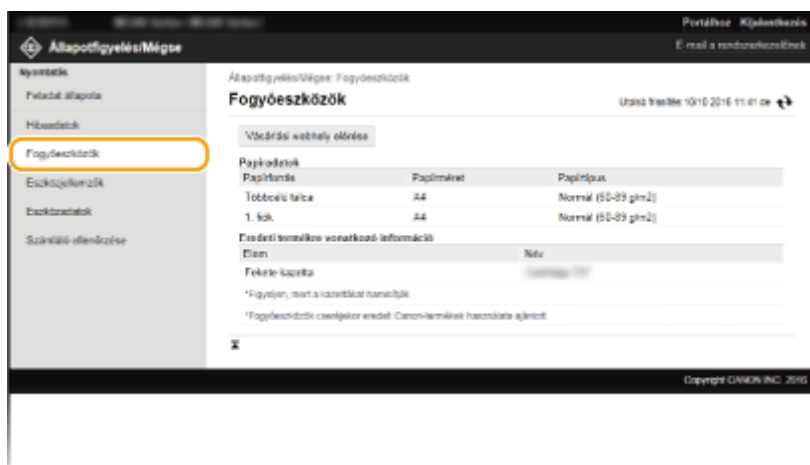 Portálhoz Kijelentkezés
Állapotfigyelés/Mégse
E-mail a rendszerkezelőnek
Nyomtatás
Feladat állapota
Hibaadatok
Fogyóeszközök
Eszközjellemzők
Eszközadatok
Számláló ellenőrzése
Állapotfigyelés/Mégse: Fogyóeszközök
Fogyóeszközök
Utolsó frissítés: 10/10 2016 11:41 de
Vásárlási webhely elérése
Papíradatok
Papírforrás Papírméret Papírtípus
Többcélú tálca A4 Normál (60-89 g/m2)
1. fiók A4 Normál (60-89 g/m2)
Eredeti termékre vonatkozó információ
Elem Név
Fekete kazetta
*Figyeljen, mert a kazettákat hamisítják.
*Fogyóeszközök cseréjekor eredeti Canon-termékek használata ajánlott.
Copyright CANON INC. 2016